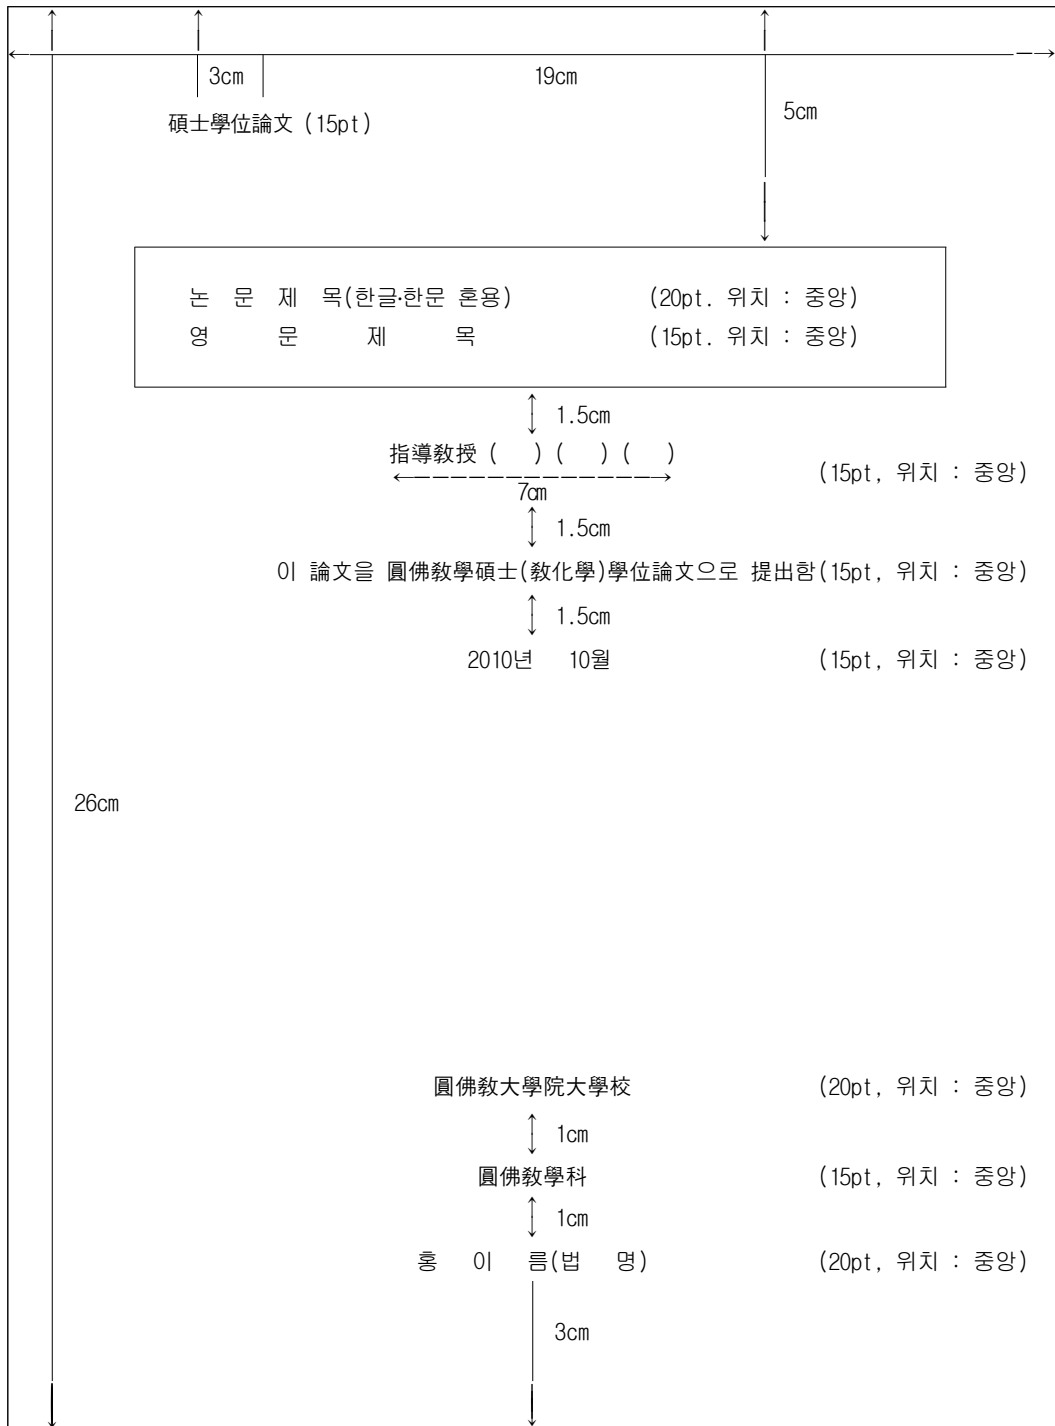 3cm 19cm
5cm
碩士學位論文 (15pt)
논 문 제 목(한글·한문 혼용) (20pt. 위치 : 중앙)
영 문 제 목 (15pt. 위치 : 중앙)
1.5cm
指導敎授 ( ) ( ) ( ) (15pt, 위치 : 중앙)
7㎝
1.5cm
이 論文을 圓佛敎學碩士(敎化學)學位論文으로 提出함(15pt, 위치 : 중앙)
1.5cm
2010년 10월 (15pt, 위치 : 중앙)
26cm
圓佛敎大學院大學校 (20pt, 위치 : 중앙)
1cm
圓佛敎學科 (15pt, 위치 : 중앙)
1cm
홍 이 름(법 명) (20pt, 위치 : 중앙)
3cm